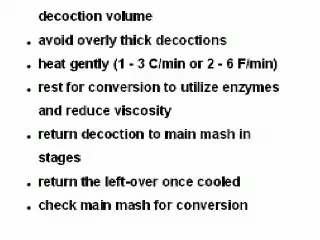 decoction volume
• avoid overly thick decoctions
• heat gently (1 - 3 C/min or 2 - 6 F/min)
• rest for conversion to utilize enzymes
and reduce viscosity
• return decoction to main mash in
stages
• return the left-over once cooled
• check main mash for conversion